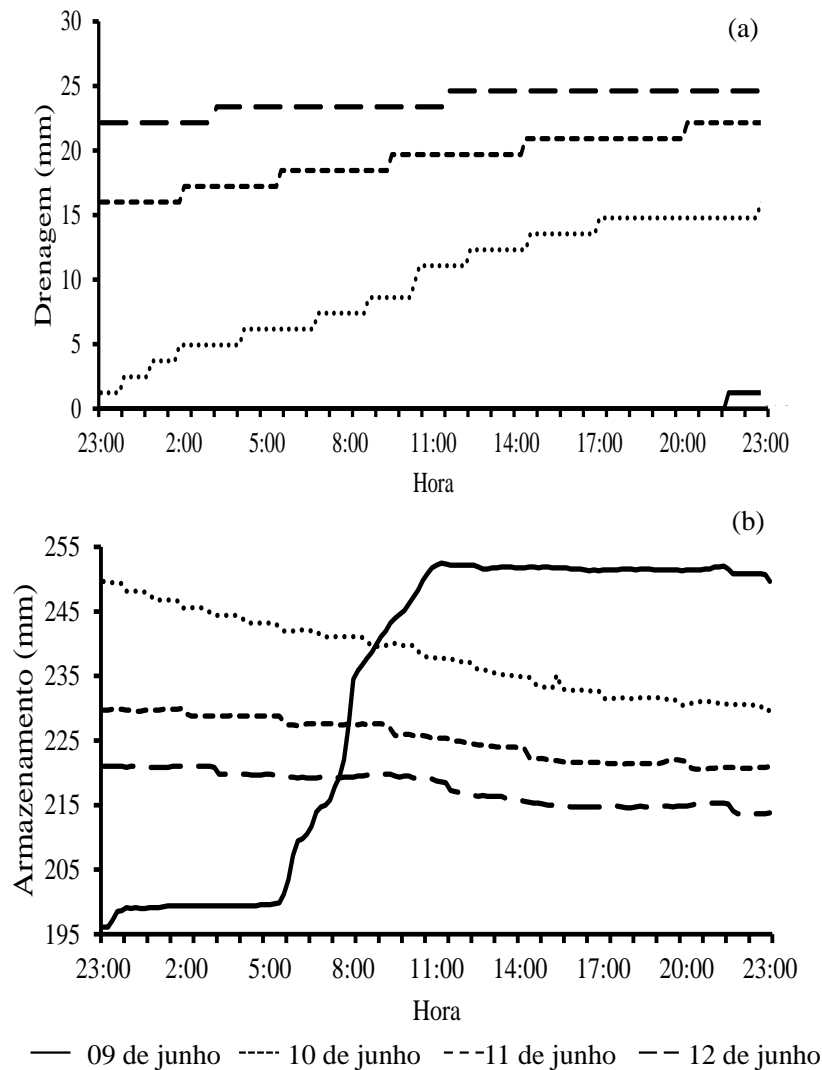 (a)
30
25
20
15
10
5
0
Drenagem (mm)
23:00 2:00 5:00 8:00 11:00 14:00 17:00 20:00 23:00
Hora
(b)
255
245
235
225
215
205
195
Armazenamento (mm)
23:00 2:00 5:00 8:00 11:00 14:00 17:00 20:00 23:00
Hora
09 de junho 10 de junho 11 de junho 12 de junho